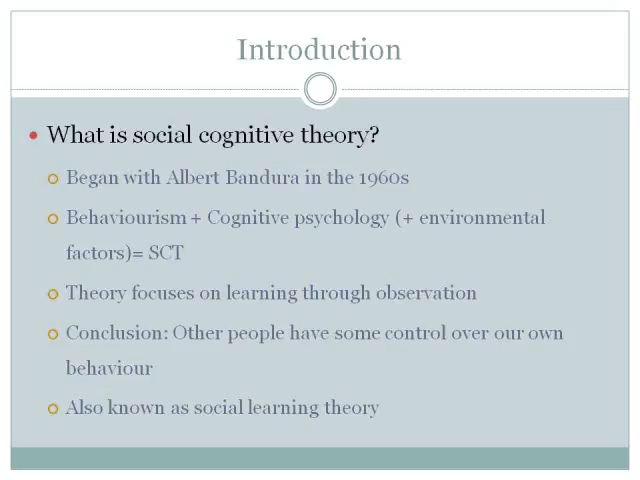 Introduction
What is social cognitive theory?
Began with Albert Bandura in the 1960s
Behaviourism + Cognitive psychology (+ environmental
factors)= SCT
Theory focuses on learning through observation
Conclusion: Other people have some control over our own
behaviour
Also known as social learning theory